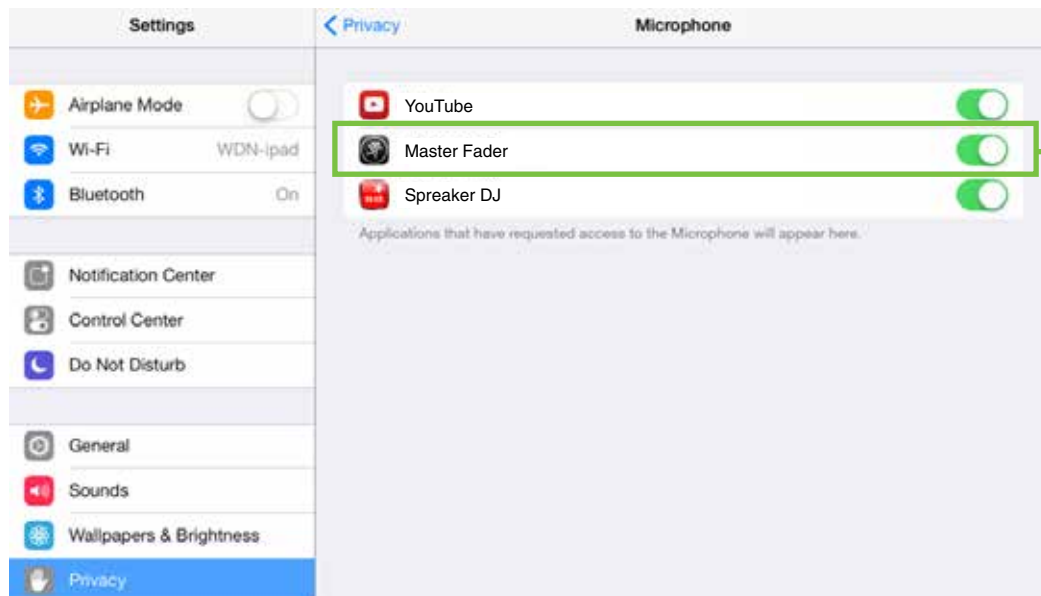 Settings
Airplane Mode
Wi-Fi WDN-ipad
Bluetooth On
Notification Center
Control Center
Do Not Disturb
General
Sounds
Wallpapers & Brightness
Privacy
Privacy Microphone
YouTube
Master Fader
Spreaker DJ
Applications that have requested access to the Microphone will appear here.